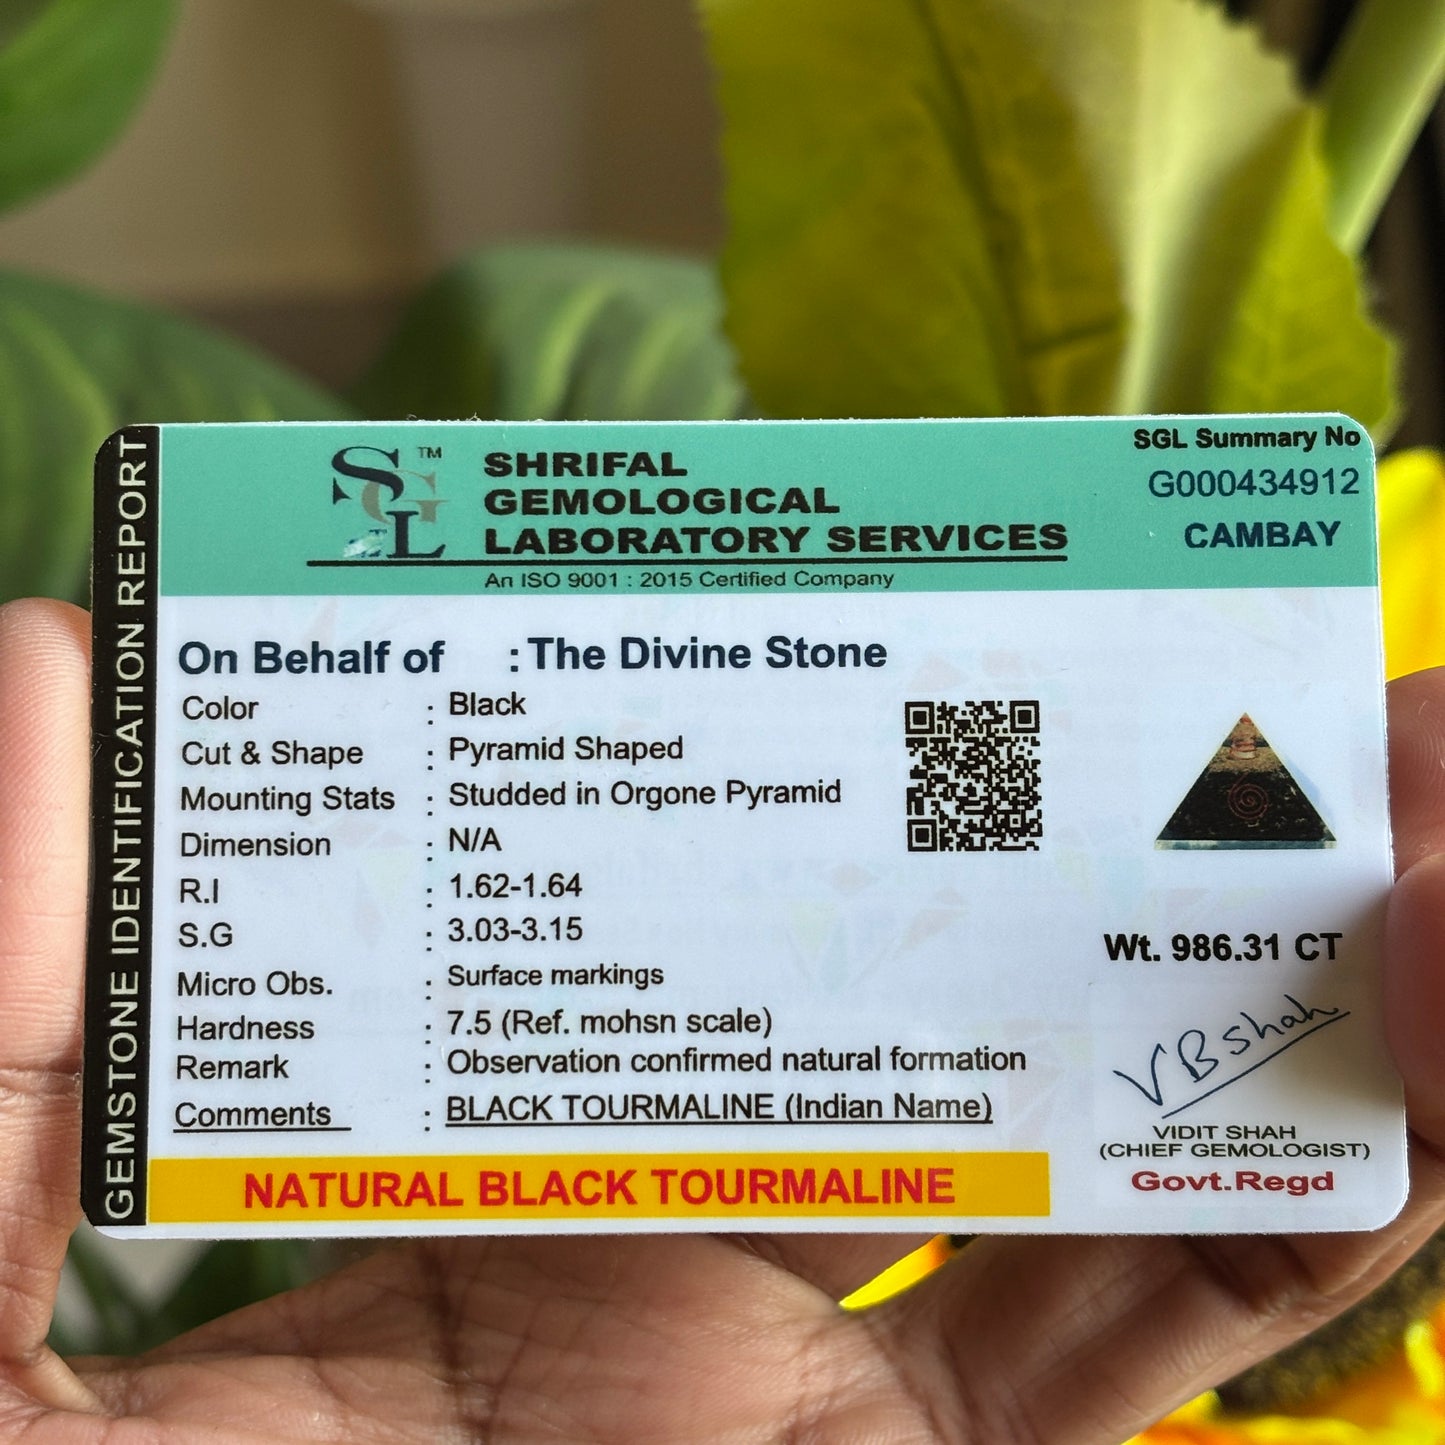 GEMSTONE IDENTIFICATION REPORT
SGL
TM
SHRIFAL
GEMOLOGICAL
LABORATORY SERVICES
An ISO 9001 : 2015 Certified Company
SGL Summary No
G000434912
CAMBAY
On Behalf of : The Divine Stone
Color : Black
Cut & Shape : Pyramid Shaped
Mounting Stats : Studded in Orgone Pyramid
Dimension : N/A
R.I : 1.62-1.64
S.G : 3.03-3.15
Micro Obs. : Surface markings
Hardness : 7.5 (Ref. mohsn scale)
Remark : Observation confirmed natural formation
Comments : BLACK TOURMALINE (Indian Name)
NATURAL BLACK TOURMALINE
Wt. 986.31 CT
VBshah
VIDIT SHAH
(CHIEF GEMOLOGIST)
Govt.Regd